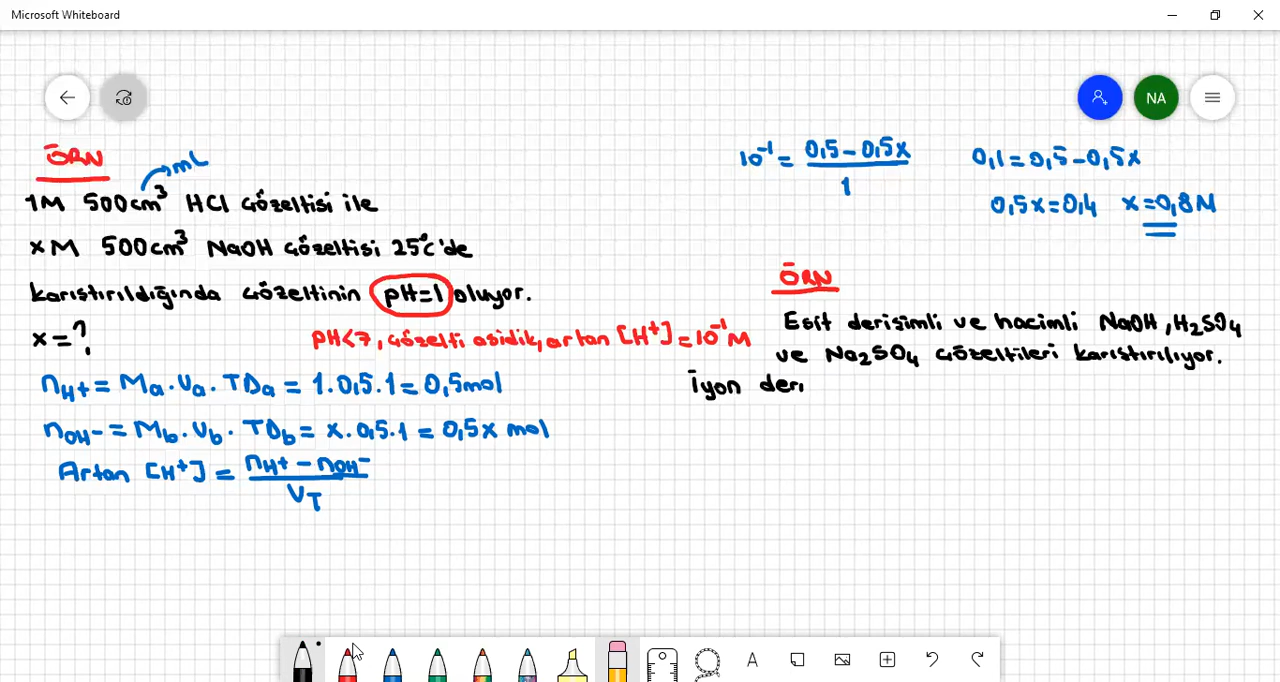 Microsoft Whiteboard
NA
ÖRN
mL
1M 500cm³ HCl çözeltisi ile
xM 500cm³ NaOH çözeltisi 25°C'de
karıştırıldığında çözeltinin pH=1 oluyor.
x=?
pH<7, çözelti asidik, artan [H⁺]=10⁻¹M
nH⁺ = Ma.Va.TDa = 1.0,5.1 = 0,5mol
nOH⁻ = Mb.Vb.TDb = x.0,5.1 = 0,5x mol
Artan [H⁺] = nH⁺ - nOH⁻ / VT
10⁻¹ = 0,5-0,5x / 1
0,1=0,5-0,5x
0,5x=0,4 x=0,8M
ÖRN
Eşit derişimli ve hacimli NaOH, H₂SO₄
ve Na₂SO₄ çözeltileri karıştırılıyor.
İyon deri